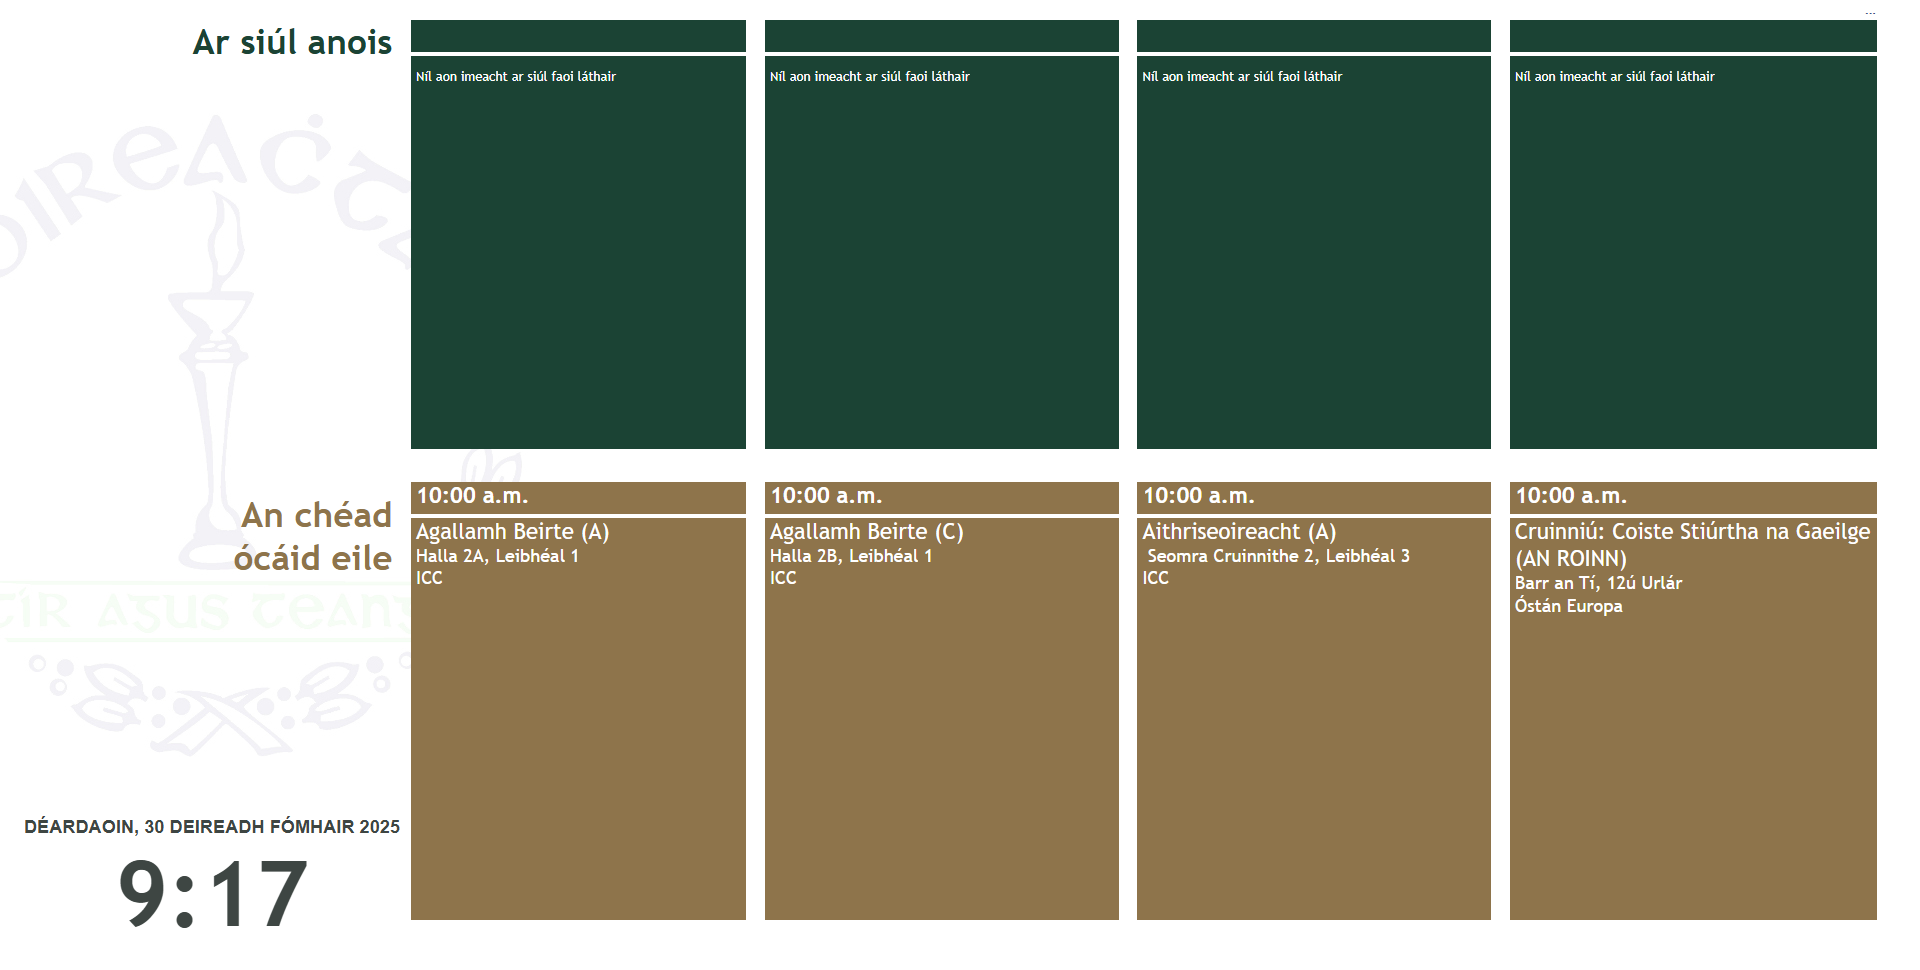 Ar siúl anois
Níl aon imeacht ar siúl faoi láthair
Níl aon imeacht ar siúl faoi láthair
Níl aon imeacht ar siúl faoi láthair
Níl aon imeacht ar siúl faoi láthair
An chéad
ócáid eile
10:00 a.m.
Agallamh Beirte (A)
Halla 2A, Leibhéal 1
ICC
10:00 a.m.
Agallamh Beirte (C)
Halla 2B, Leibhéal 1
ICC
10:00 a.m.
Aithriseoireacht (A)
Seomra Cruinnithe 2, Leibhéal 3
ICC
10:00 a.m.
Cruinniú: Coiste Stiúrtha na Gaeilge
(AN ROINN)
Barr an Tí, 12ú Urlár
Óstán Europa
tír agus
DÉARDAOIN, 30 DEIREADH FÓMHAIR 2025
9:17